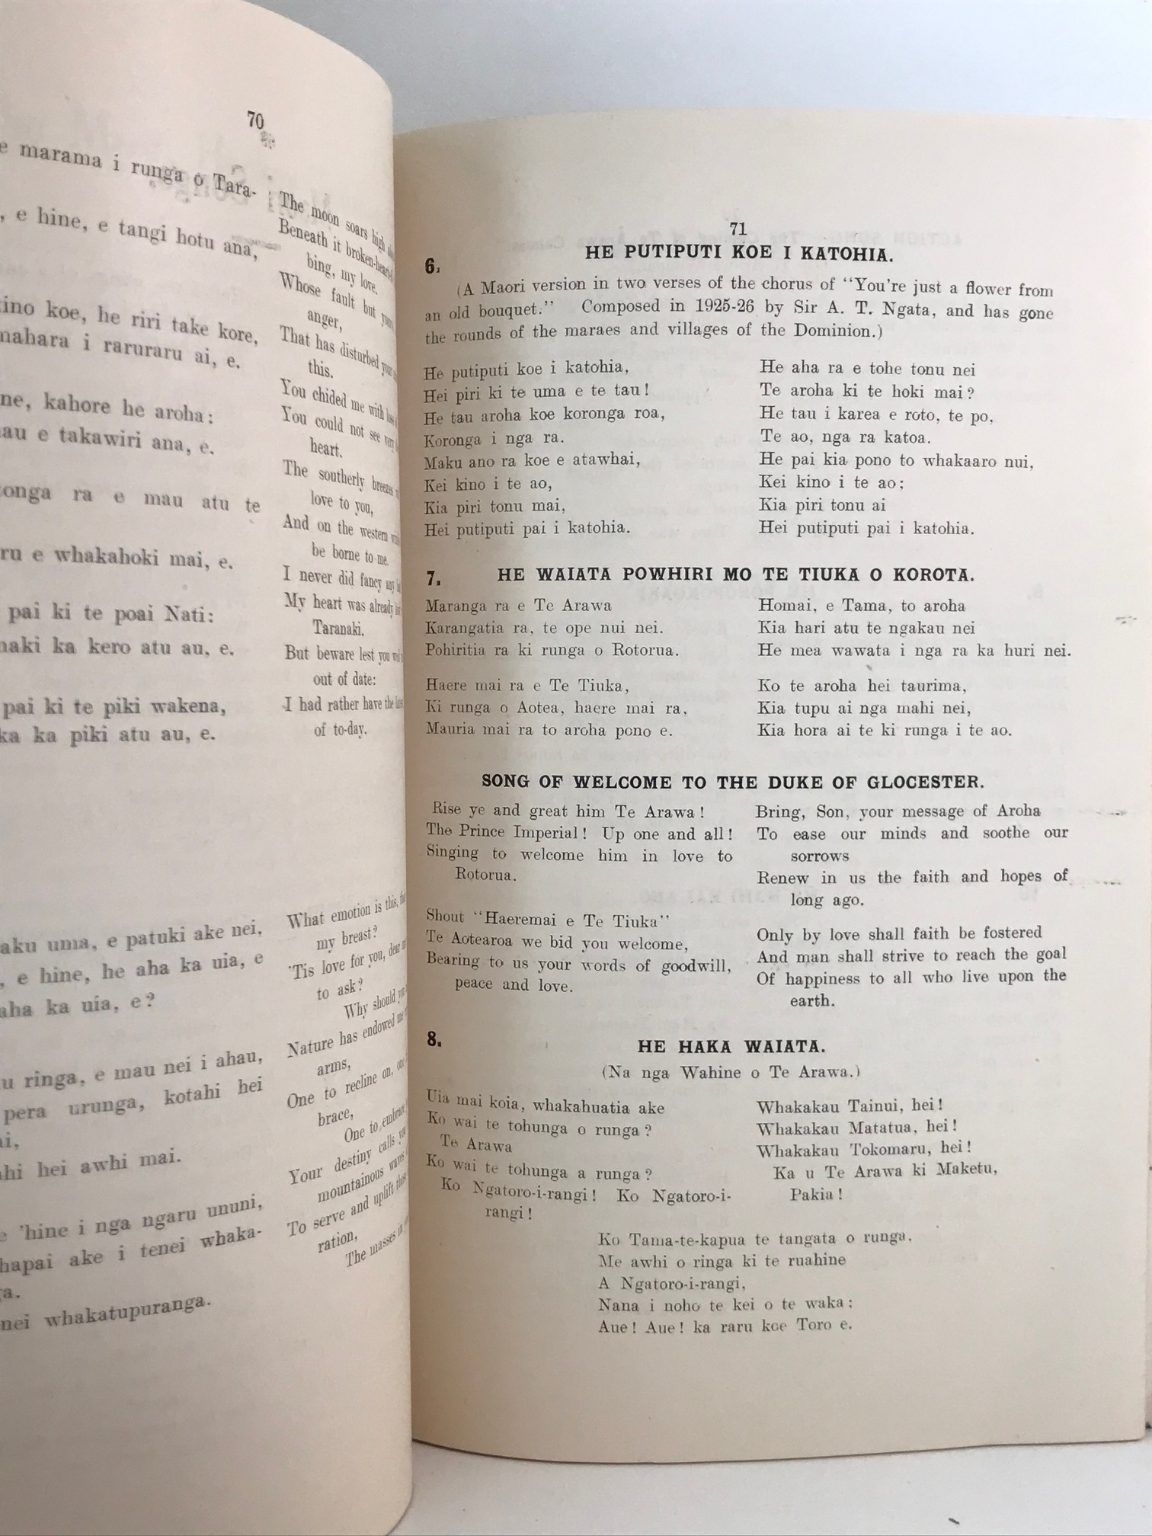 70
marama i runga o Tara-
e hine, e tangi hotu ana,
koe, he riri take kore,
i raruraru ai, e.
kahore he aroha:
e takawiri ana, e.
ra e mau atu te
e whakahoki mai, e.
pai ki te poai Nati:
ka kero atu au, e.
pai ki te piki wakena,
ka piki atu au, e.
The moon soars high
Beneath it broken-hearted
bing, my love.
Whose fault but
anger,
That has disturbed your
this.
You chided me with
You could not see
heart.
The southerly breezes
love to you,
And on the western
be borne to me.
I never did fancy any
My heart was already
Taranaki.
But beware lest you
out of date:
I had rather have the
of to-day.
uma, e patuki ake nei,
e hine, he aha ka uia, e
aha ka uia, e?
ringa, e mau nei i ahau,
pera urunga, kotahi hei
hei awhi mai.
'hine i nga ngaru ununi,
hapai ake i tenei whaka-
nei whakatupuranga.
What emotion is this,
my breast?
'Tis love for you, dear
to ask?
Why should
Nature has endowed
arms,
One to recline on,
brace,
One to embrace
Your destiny calls you
mountainous waves
To serve and uplift
ration,
The masses
71
6. HE PUTIPUTI KOE I KATOHIA.
(A Maori version in two verses of the chorus of "You're just a flower from
an old bouquet." Composed in 1925-26 by Sir A. T. Ngata, and has gone
the rounds of the maraes and villages of the Dominion.)
He putiputi koe i katohia,
Hei piri ki te uma e te tau!
He tau aroha koe koronga roa,
Koronga i nga ra.
Maku ano ra koe e atawhai,
Kei kino i te ao,
Kia piri tonu mai,
Hei putiputi pai i katohia.
He aha ra e tohe tonu nei
Te aroha ki te hoki mai?
He tau i karea e roto, te po,
Te ao, nga ra katoa.
He pai kia pono to whakaaro nui,
Kei kino i te ao;
Kia piri tonu ai
Hei putiputi pai i katohia.
7. HE WAIATA POWHIRI MO TE TIUKA O KOROTA.
Maranga ra e Te Arawa
Karangatia ra, te ope nui nei.
Pohiritia ra ki runga o Rotorua.
Haere mai ra e Te Tiuka,
Ki runga o Aotea, haere mai ra,
Mauria mai ra to aroha pono e.
Homai, e Tama, to aroha
Kia hari atu te ngakau nei
He mea wawata i nga ra ka huri nei.
Ko te aroha hei taurima,
Kia tupu ai nga mahi nei,
Kia hora ai te ki runga i te ao.
SONG OF WELCOME TO THE DUKE OF GLOCESTER.
Rise ye and great him Te Arawa!
The Prince Imperial! Up one and all!
Singing to welcome him in love to
Rotorua.
Shout "Haeremai e Te Tiuka"
Te Aotearoa we bid you welcome,
Bearing to us your words of goodwill,
peace and love.
Bring, Son, your message of Aroha
To ease our minds and soothe our
sorrows
Renew in us the faith and hopes of
long ago.
Only by love shall faith be fostered
And man shall strive to reach the goal
Of happiness to all who live upon the
earth.
8. HE HAKA WAIATA.
(Na nga Wahine o Te Arawa.)
Uia mai koia, whakahuatia ake
Ko wai te tohunga o runga?
Te Arawa
Ko wai te tohunga a runga?
Ko Ngatoro-i-rangi! Ko Ngatoro-i-
rangi!
Whakakau Tainui, hei!
Whakakau Matatua, hei!
Whakakau Tokomaru, hei!
Ka u Te Arawa ki Maketu,
Pakia!
Ko Tama-te-kapua te tangata o runga,
Me awhi o ringa ki te ruahine
A Ngatoro-i-rangi,
Nana i noho te kei o te waka;
Aue! Aue! ka raru koe Toro e.